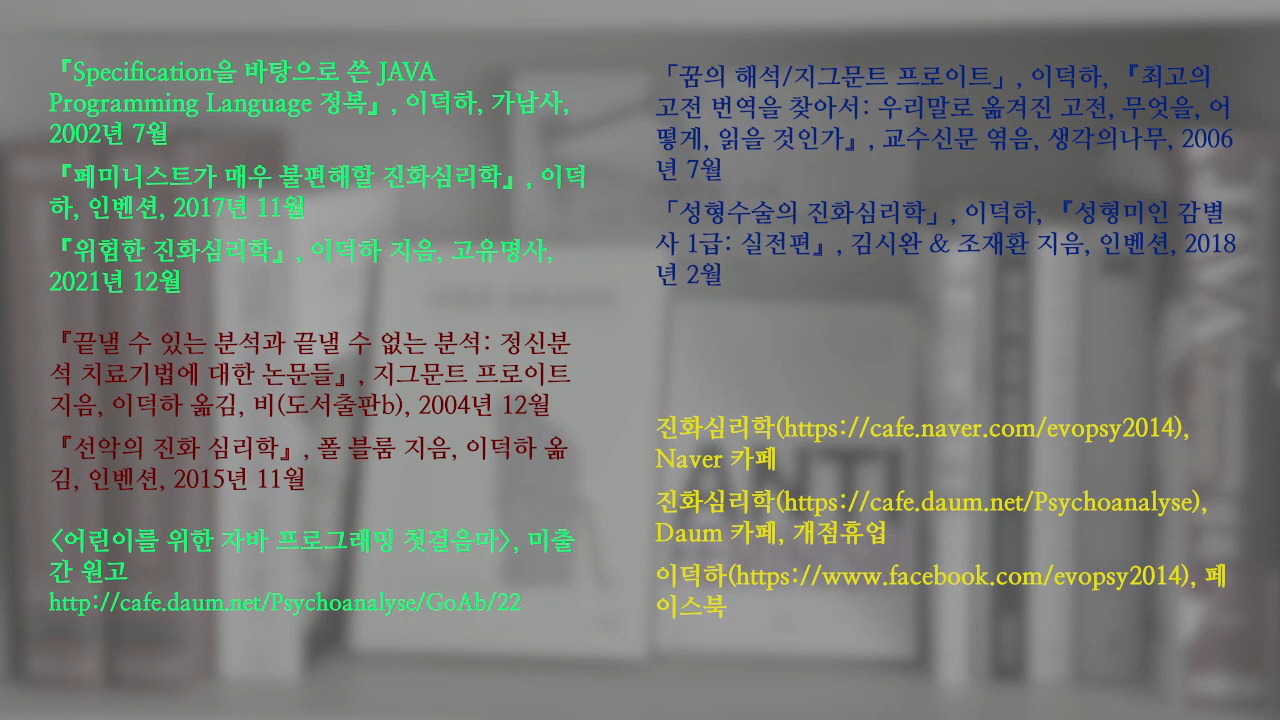 『Specification을 바탕으로 쓴 JAVA
Programming Language 정복』, 이덕하, 가남사,
2002년 7월
『페미니스트가 매우 불편해할 진화심리학』, 이덕
하, 인벤션, 2017년 11월
『위험한 진화심리학』, 이덕하 지음, 고유명사,
2021년 12월
『끝낼 수 있는 분석과 끝낼 수 없는 분석: 정신분
석 치료기법에 대한 논문들』, 지그문트 프로이트
지음, 이덕하 옮김, 비(도서출판b), 2004년 12월
『선악의 진화 심리학』, 폴 블룸 지음, 이덕하 옮
김, 인벤션, 2015년 11월
〈어린이를 위한 자바 프로그래밍 첫걸음마〉, 미출
간 원고
http://cafe.daum.net/Psychoanalyse/GoAb/22
「꿈의 해석/지그문트 프로이트」, 이덕하, 『최고의
고전 번역을 찾아서: 우리말로 옮겨진 고전, 무엇을, 어
떻게, 읽을 것인가』, 교수신문 엮음, 생각의나무, 2006
년 7월
「성형수술의 진화심리학」, 이덕하, 『성형미인 감별
사 1급: 실전편』, 김시완 & 조재환 지음, 인벤션, 2018
년 2월
진화심리학(https://cafe.naver.com/evopsy2014),
Naver 카페
진화심리학(https://cafe.daum.net/Psychoanalyse),
Daum 카페, 개점휴업
이덕하(https://www.facebook.com/evopsy2014), 페
이스북